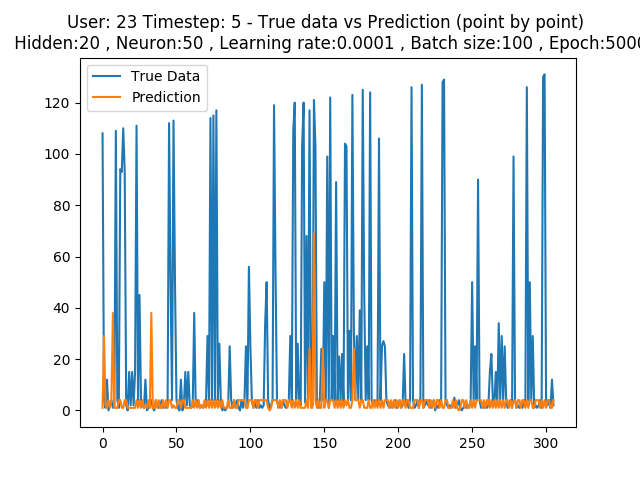 User: 23 Timestep: 5 - True data vs Prediction (point by point)
Hidden:20 , Neuron:50 , Learning rate:0.0001 , Batch size:100 , Epoch:5000
True Data
Prediction
120
100
80
60
40
20
0
0 50 100 150 200 250 300